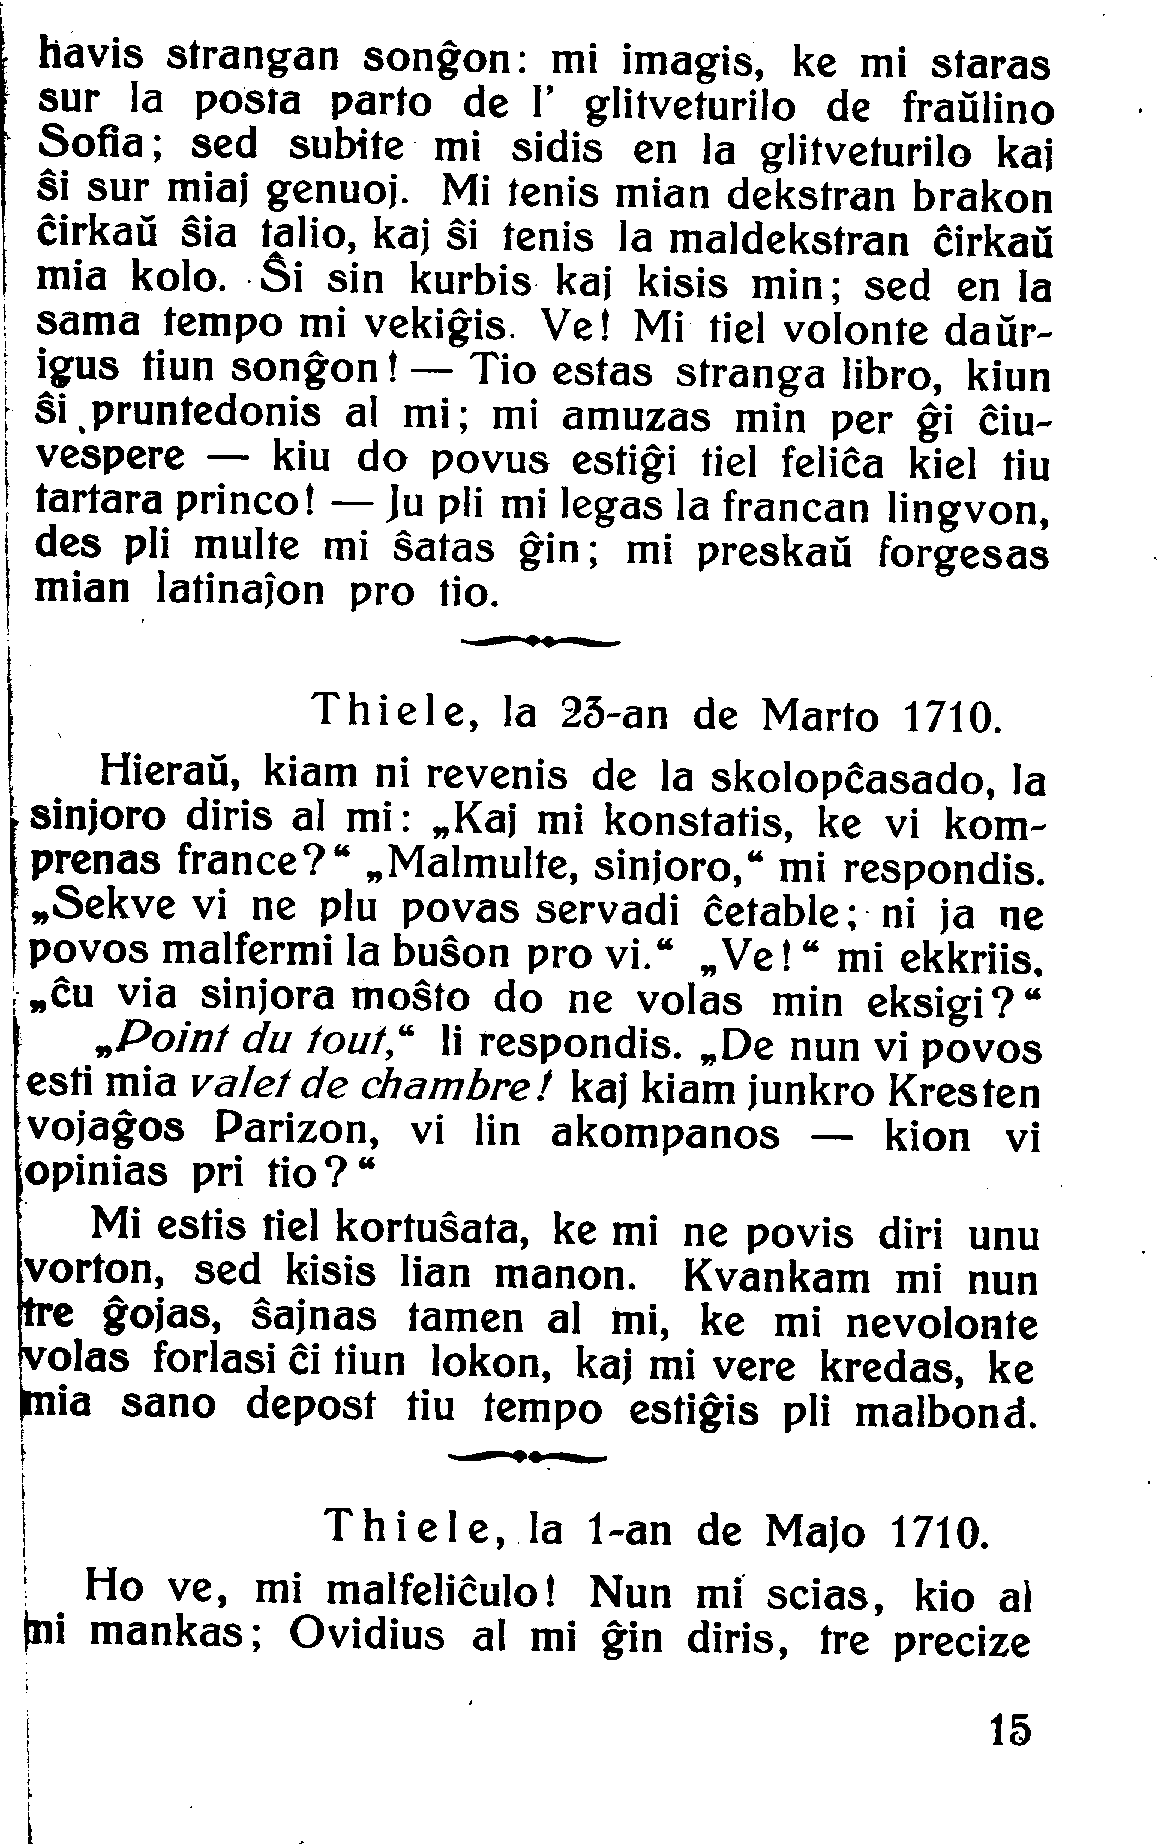 havis strangan sonĝon: mi imagis, ke mi staras
sur la posta parto de l' glitveturilo de fraŭlino
Sofia; sed subite mi sidis en la glitveturilo kaj
ŝi sur miaj genuoj. Mi tenis mian dekstran brakon
ĉirkaŭ ŝia talio, kaj ŝi tenis la maldekstran ĉirkaŭ
mia kolo. Ŝi sin kurbis kaj kisis min; sed en la
sama tempo mi vekiĝis. Ve! Mi tiel volonte daŭr-
igus tiun sonĝon! — Tio estas stranga libro, kiun
ŝi pruntedonis al mi; mi amuzas min per ĝi ĉiu-
vespere — kiu do povus estiĝi tiel feliĉa kiel tiu
tartara princo! — Ju pli mi legas la francan lingvon,
des pli multe mi ŝatas ĝin; mi preskaŭ forgesas
mian latinaĵon pro tio.
Thiele, la 23-an de Marto 1710.
Hieraŭ, kiam ni revenis de la skolopĉasado, la
sinjoro diris al mi: „Kaj mi konstatis, ke vi kom-
prenas france?“ „Malmulte, sinjoro,“ mi respondis.
„Sekve vi ne plu povas servadi ĉetable; ni ja ne
povos malfermi la buŝon pro vi.“ „Ve!“ mi ekkriis.
„ĉu via sinjora moŝto do ne volas min eksigi?“
„Point du tout,“ li respondis. „De nun vi povos
esti mia valet de chambre! kaj kiam junkro Kresten
vojaĝos Parizon, vi lin akompanos — kion vi
opinias pri tio?“
Mi estis tiel kortuŝata, ke mi ne povis diri unu
vorton, sed kisis lian manon. Kvankam mi nun
tre ĝojas, ŝajnas tamen al mi, ke mi nevolonte
volas forlasi ĉi tiun lokon, kaj mi vere kredas, ke
mia sano depost tiu tempo estiĝis pli malbona.
Thiele, la 1-an de Majo 1710.
Ho ve, mi malfeliĉulo! Nun mi scias, kio al
mi mankas; Ovidius al mi ĝin diris, tre precize
15